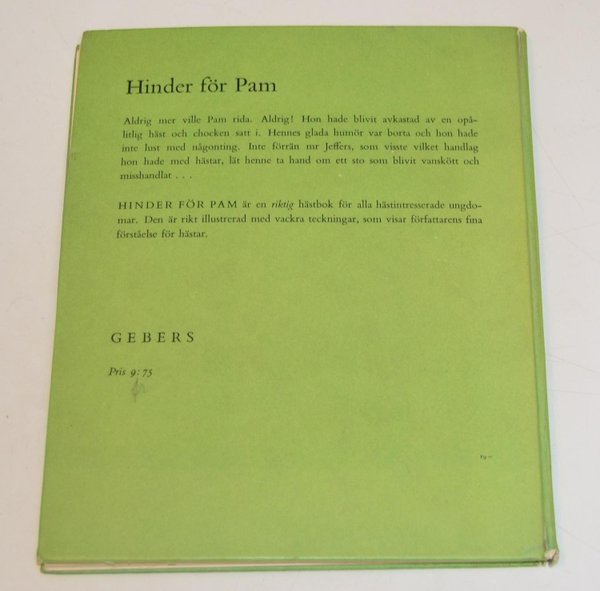 Hinder för Pam
Aldrig mer ville Pam rida. Aldrig! Hon hade blivit avkastad av en opå-
litlig häst och chocken satt i. Hennes glada humör var borta och hon hade
inte lust med någonting. Inte förrän mr Jeffers, som visste vilket handlag
hon hade med hästar, lät henne ta hand om ett sto som blivit vanskött och
misshandlat . . .
HINDER FÖR PAM är en riktig hästbok för alla hästintresserade ungdo-
mar. Den är rikt illustrerad med vackra teckningar, som visar författarens fina
förståelse för hästar.
GEBERS
Pris 9:75